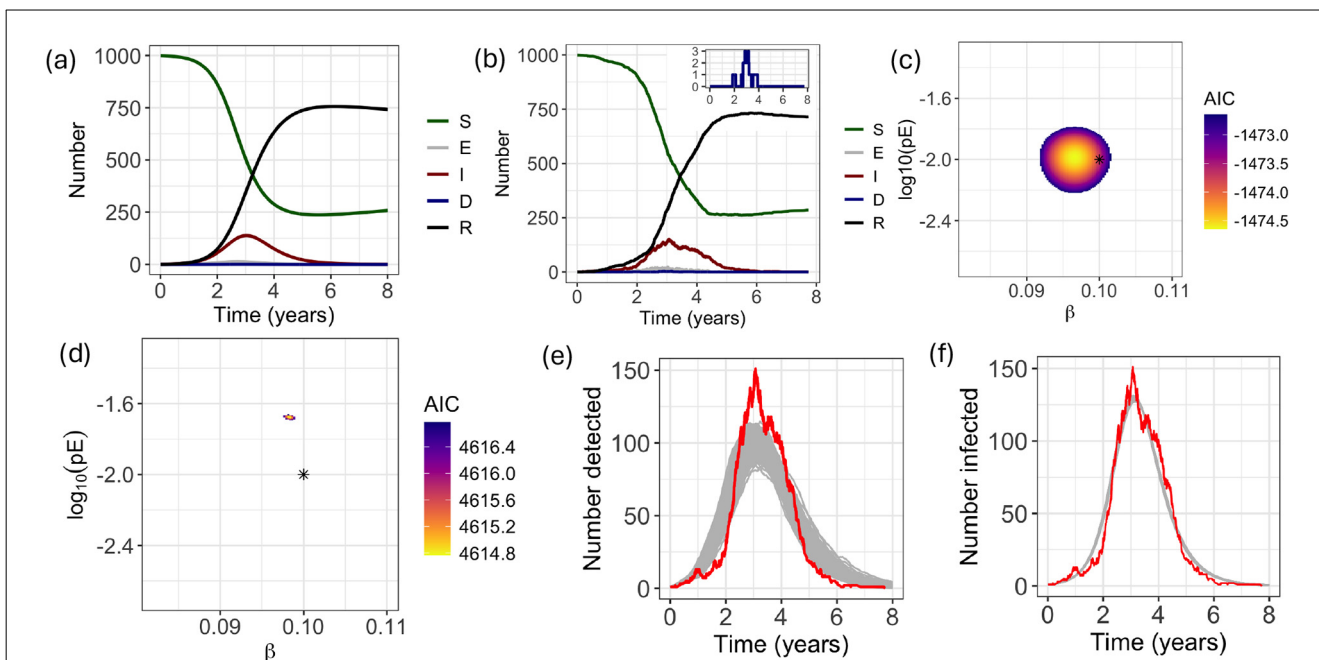 (a)
Number
1000
750
500
250
0
0 2 4 6 8
Time (years)
S
E
I
D
R
(b)
Number
1000
750
500
250
0
0 2 4 6 8
Time (years)
3
2
1
0
0 2 4 6 8
S
E
I
D
R
(c)
log10(pE)
-1.6
-2.0
-2.4
0.09 0.10 0.11
β
AIC
-1473.0
-1473.5
-1474.0
-1474.5
(d)
log₁₀(pE)
-1.6
-2.0
-2.4
0.09 0.10 0.11
β
AIC
4616.4
4616.0
4615.6
4615.2
4614.8
(e)
Number detected
150
100
50
0
0 2 4 6 8
Time (years)
(f)
Number infected
150
100
50
0
0 2 4 6 8
Time (years)